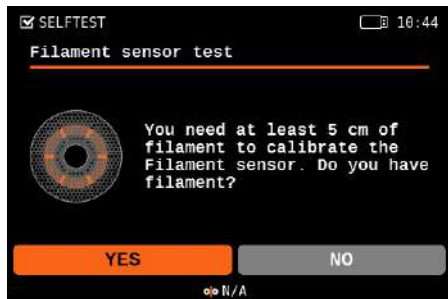 SELFTEST 10:44
Filament sensor test
You need at least 5 cm of
filament to calibrate the
Filament sensor. Do you have
filament?
YES NO
N/A